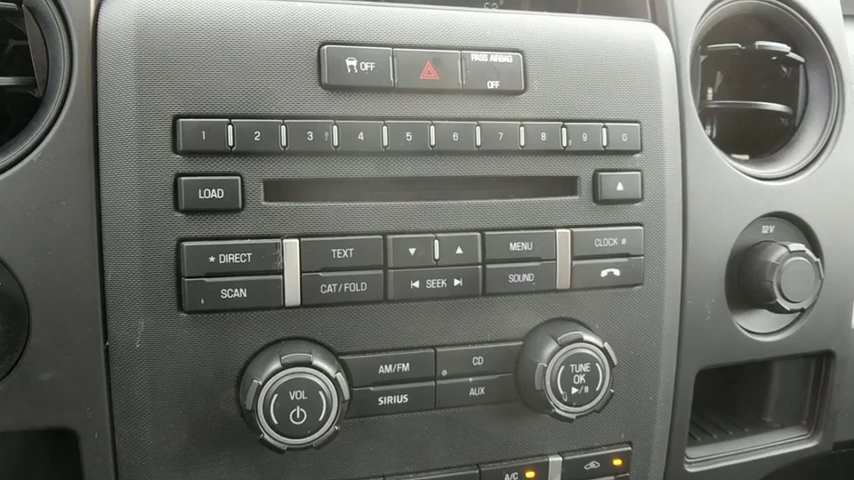 53°
OFF PASS AIRBAG OFF
1 2 3 4 5 6 7 8 9 0
LOAD
* DIRECT TEXT MENU CLOCK #
SCAN CAT/FOLD SEEK SOUND
VOL AM/FM CD TUNE OK
SIRIUS AUX
A/C
12V